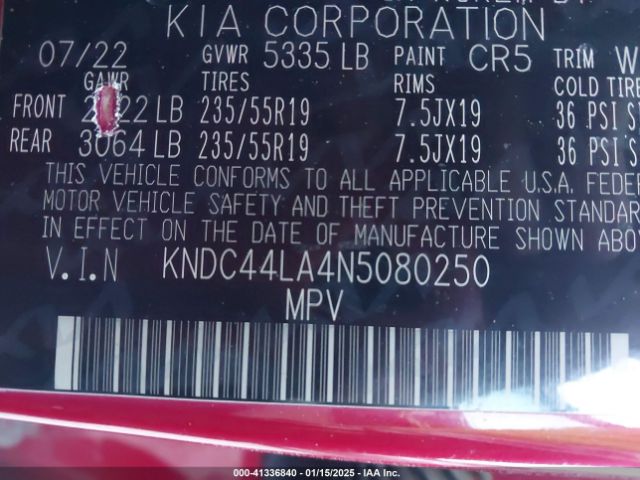 KIA CORPORATION
07/22 GVWR 5335 LB PAINT CR5 TRIM W
GAWR TIRES RIMS COLD TIRE
FRONT 22 LB 235/55R19 7.5JX19 36 PSI S
REAR 3064 LB 235/55R19 7.5JX19 36 PSI S
THIS VEHICLE CONFORMS TO ALL APPLICABLE U.S.A. FEDER
MOTOR VEHICLE SAFETY AND THEFT PREVENTION STANDAR
IN EFFECT ON THE DATE OF MANUFACTURE SHOWN ABOV
V.I.N KNDC44LA4N5080250
MPV
000-41336840 - 01/15/2025 - IAA Inc.